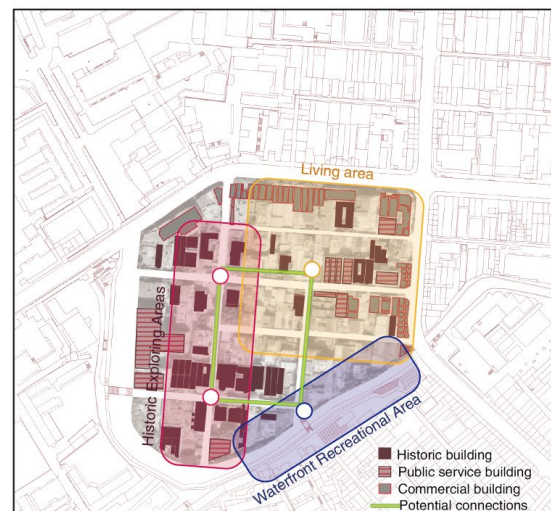 Living area
Historic Exploring Areas
Waterfront Recreational Area
Historic building
Public service building
Commercial building
Potential connections